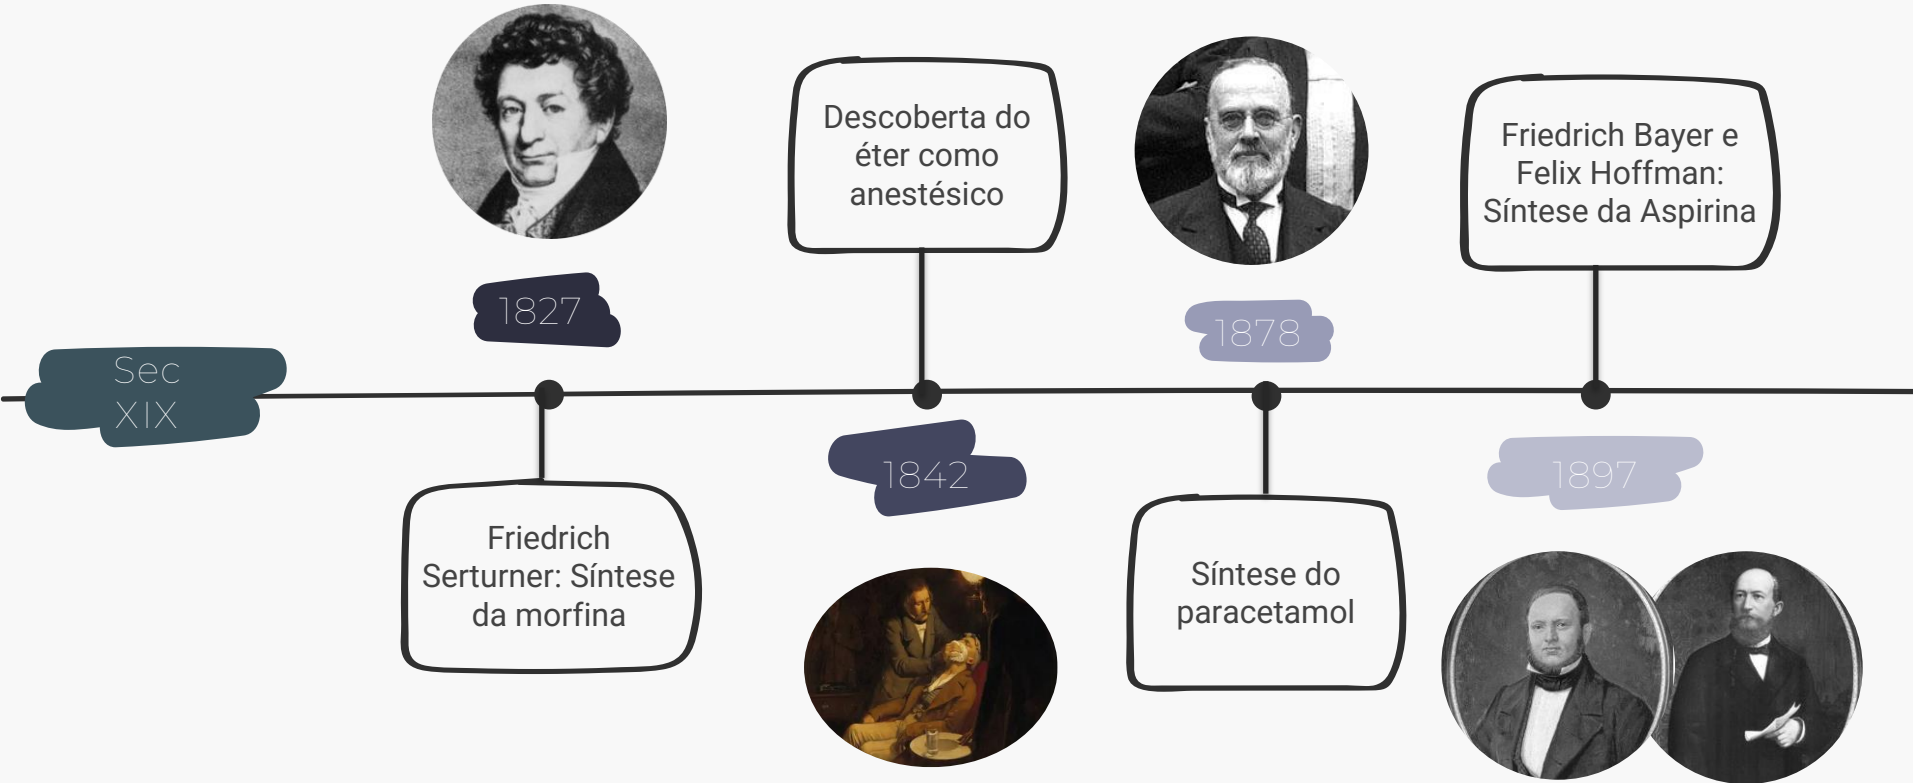 Sec
XIX
1827
Friedrich
Serturner: Síntese
da morfina
Descoberta do
éter como
anestésico
1842
1878
Síntese do
paracetamol
Friedrich Bayer e
Felix Hoffman:
Síntese da Aspirina
1897